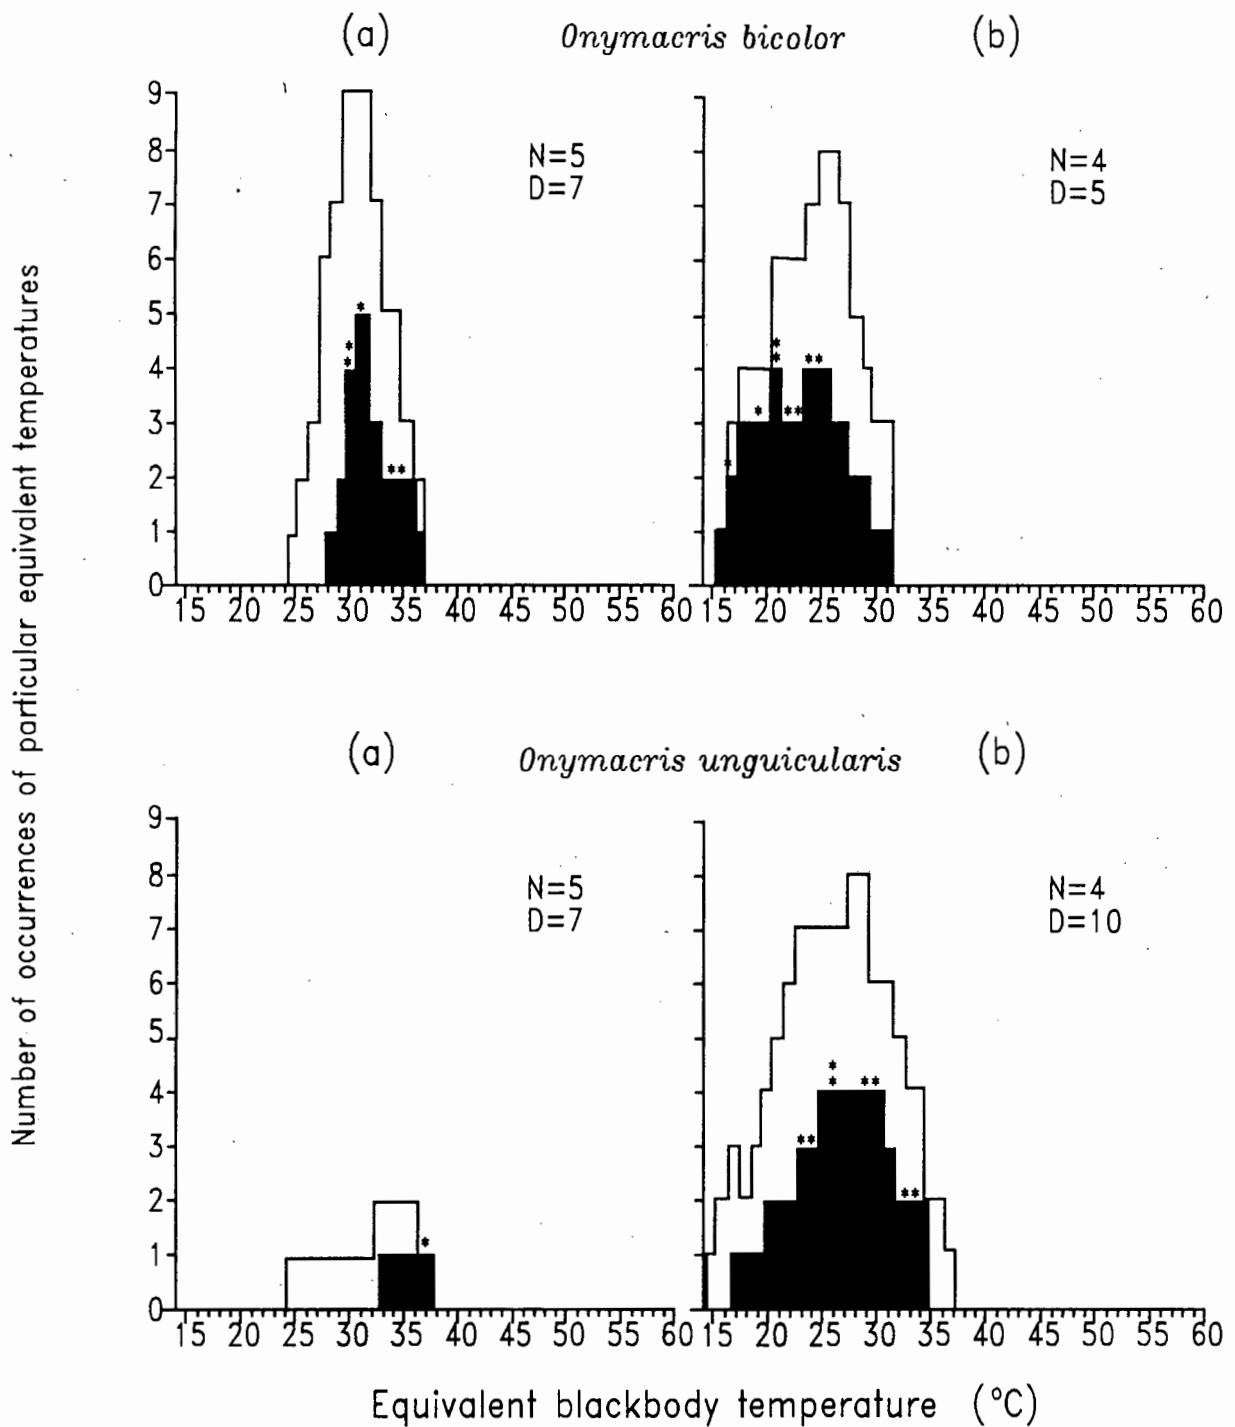 (a) Onymacris bicolor (b)
Number of occurrences of particular equivalent temperatures
9
8
7
6
5
4
3
2
1
0
N=5
D=7
* * * * *
15 20 25 30 35 40 45 50 55 60
N=4
D=5
* * * * * * * *
15 20 25 30 35 40 45 50 55 60
(a) Onymacris unguicularis (b)
9
8
7
6
5
4
3
2
1
0
N=5
D=7
*
15 20 25 30 35 40 45 50 55 60
N=4
D=10
* * * * * * * *
15 20 25 30 35 40 45 50 55 60
Equivalent blackbody temperature (°C)